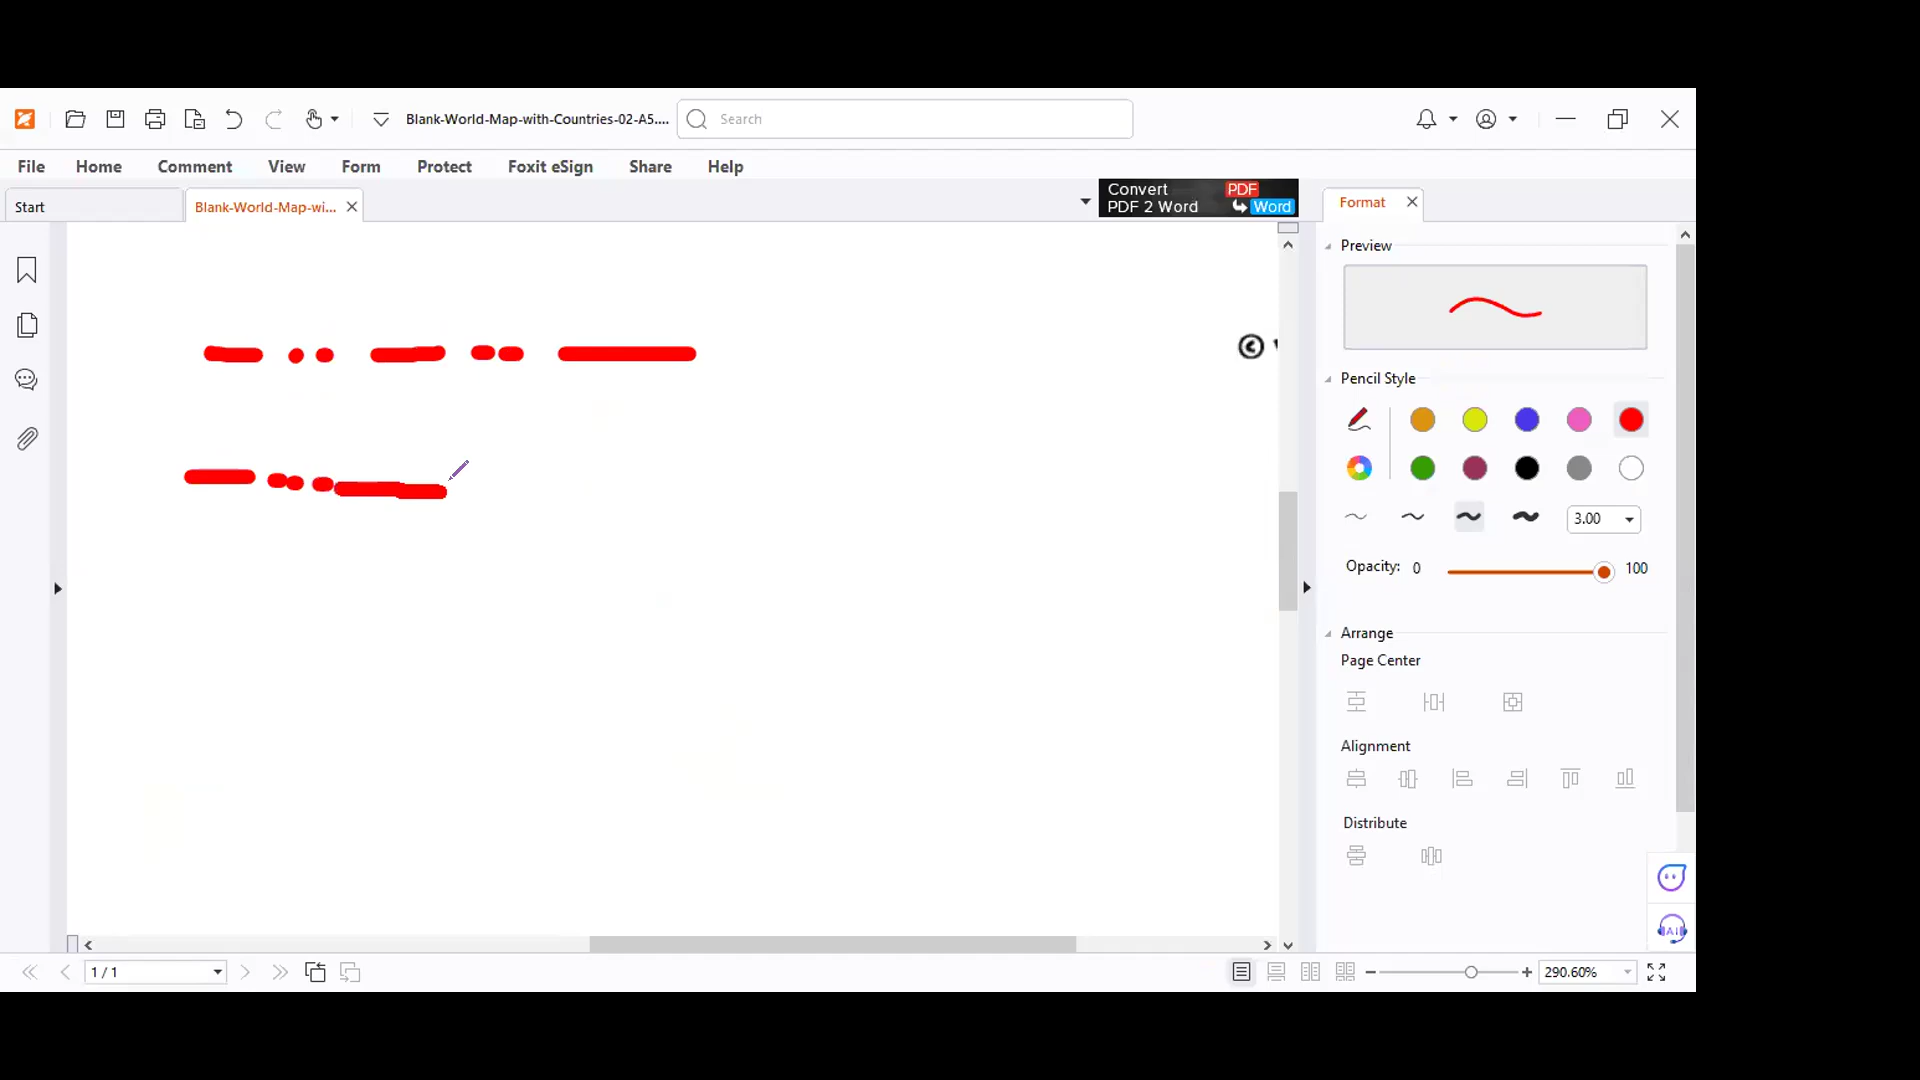 Blank-World-Map-with-Countries-02-A5.... Search
File Home Comment View Form Protect Foxit eSign Share Help
Start Blank-World-Map-wi... Convert PDF
PDF 2 Word Word
Format
Preview
Pencil Style
3.00
Opacity: 0 100
Arrange
Page Center
Alignment
Distribute
AI
1 / 1 290.60%